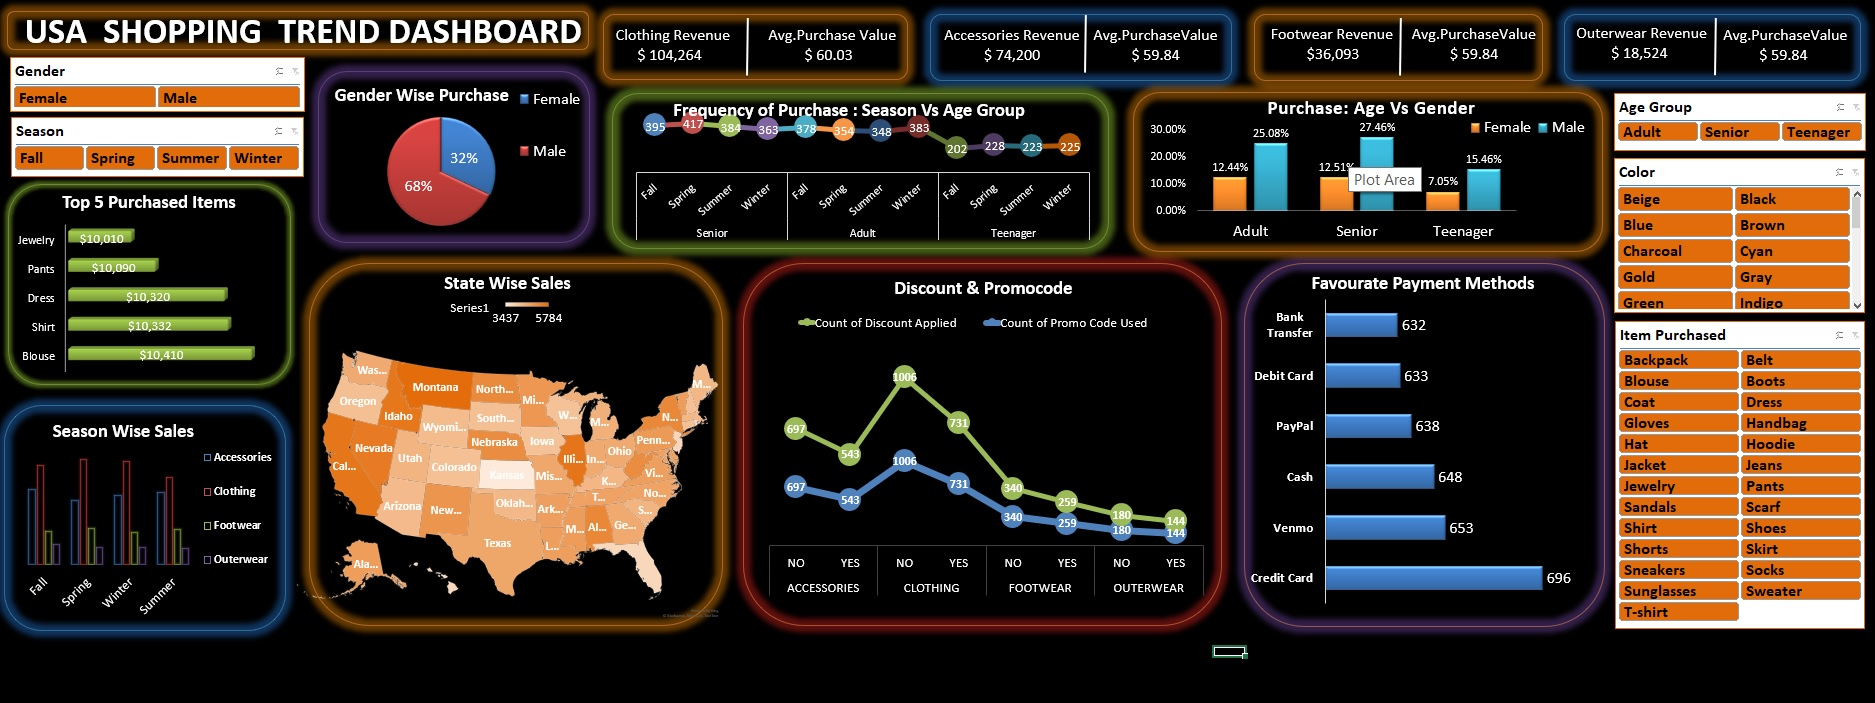 USA SHOPPING TREND DASHBOARD
Clothing Revenue
$ 104,264
Avg.Purchase Value
$ 60.03
Accessories Revenue
$ 74,200
Avg.PurchaseValue
$ 59.84
Footwear Revenue
$36,093
Avg.PurchaseValue
$ 59.84
Outerwear Revenue
$ 18,524
Avg.PurchaseValue
$ 59.84
Gender
Female Male
Season
Fall Spring Summer Winter
Gender Wise Purchase
Female
Male
32%
68%
Frequency of Purchase : Season Vs Age Group
395 417 384 363 378 354 348 383 202 228 223 225
Fall Spring Summer Winter Fall Spring Summer Winter Fall Spring Summer Winter
Senior Adult Teenager
Purchase: Age Vs Gender
Female Male
30.00%
20.00%
10.00%
0.00%
12.44% 25.08% 12.51% 27.46% 7.05% 15.46%
Plot Area
Adult Senior Teenager
Age Group
Adult Senior Teenager
Color
Beige Black
Blue Brown
Charcoal Cyan
Gold Gray
Green Indigo
Top 5 Purchased Items
Jewelry $10,010
Pants $10,090
Dress $10,320
Shirt $10,332
Blouse $10,410
Season Wise Sales
Accessories
Clothing
Footwear
Outerwear
Fall Spring Winter Summer
State Wise Sales
Series1
3437 5784
Was...
Montana
North...
Mi...
M...
Oregon
Idaho
Wyomi...
South...
W...
M...
N...
Nevada
Utah
Colorado
Nebraska
Kansas
Iowa
Illi...
In...
Ohio
Penn...
Cal...
Mis...
K...
Vi...
Arizona
New...
Oklah...
Ark...
T...
No...
S...
Texas
L...
M...
Al...
Ge...
Ala...
Discount & Promocode
Count of Discount Applied Count of Promo Code Used
697 543 1006 731 340 259 180 144
697 543 1006 731 340 259 180 144
NO YES NO YES NO YES NO YES
ACCESSORIES CLOTHING FOOTWEAR OUTERWEAR
Favourate Payment Methods
Bank
Transfer 632
Debit Card 633
PayPal 638
Cash 648
Venmo 653
Credit Card 696
Item Purchased
Backpack Belt
Blouse Boots
Coat Dress
Gloves Handbag
Hat Hoodie
Jacket Jeans
Jewelry Pants
Sandals Scarf
Shirt Shoes
Shorts Skirt
Sneakers Socks
Sunglasses Sweater
T-shirt